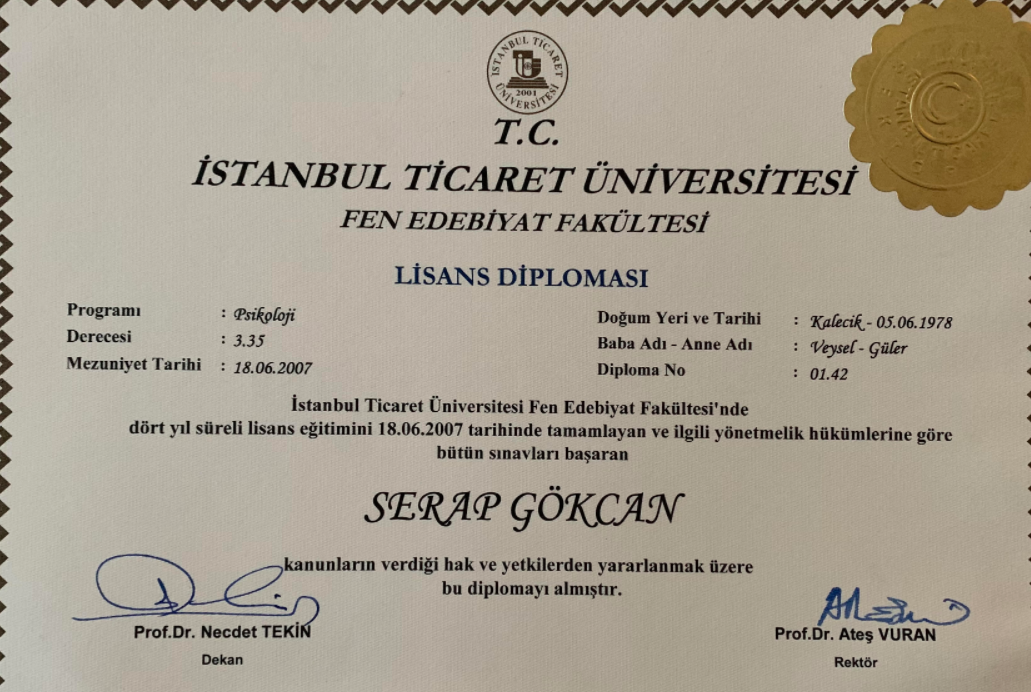 İSTANBUL TİCARET ÜNİVERSİTESİ
2001
T.C.
İSTANBUL TİCARET ÜNİVERSİTESİ
FEN EDEBİYAT FAKÜLTESİ
LİSANS DİPLOMASI
Programı : Psikoloji
Derecesi : 3.35
Mezuniyet Tarihi : 18.06.2007
Doğum Yeri ve Tarihi : Kalecik - 05.06.1978
Baba Adı - Anne Adı : Veysel - Güler
Diploma No : 01.42
İstanbul Ticaret Üniversitesi Fen Edebiyat Fakültesi'nde
dört yıl süreli lisans eğitimini 18.06.2007 tarihinde tamamlayan ve ilgili yönetmelik hükümlerine göre
bütün sınavları başaran
SERAP GÖKCAN
kanunların verdiği hak ve yetkilerden yararlanmak üzere
bu diplomayı almıştır.
Prof.Dr. Necdet TEKİN
Dekan
Prof.Dr. Ateş VURAN
Rektör